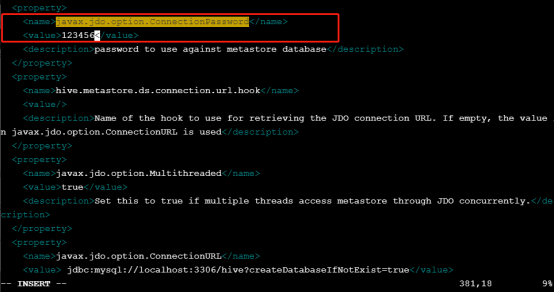 <property>
<name>javax.jdo.option.ConnectionPassword</name>
<value>123456</value>
<description>password to use against metastore database</description>
</property>
<property>
<name>hive.metastore.ds.connection.url.hook</name>
<value/>
<description>Name of the hook to use for retrieving the JDO connection URL. If empty, the value
n javax.jdo.option.ConnectionURL is used</description>
</property>
<property>
<name>javax.jdo.option.Multithreaded</name>
<value>true</value>
<description>Set this to true if multiple threads access metastore through JDO concurrently.</de
cription>
</property>
<property>
<name>javax.jdo.option.ConnectionURL</name>
<value> jdbc:mysql://localhost:3306/hive?createDatabaseIfNotExist=true</value>
-- INSERT -- 381,18 9%